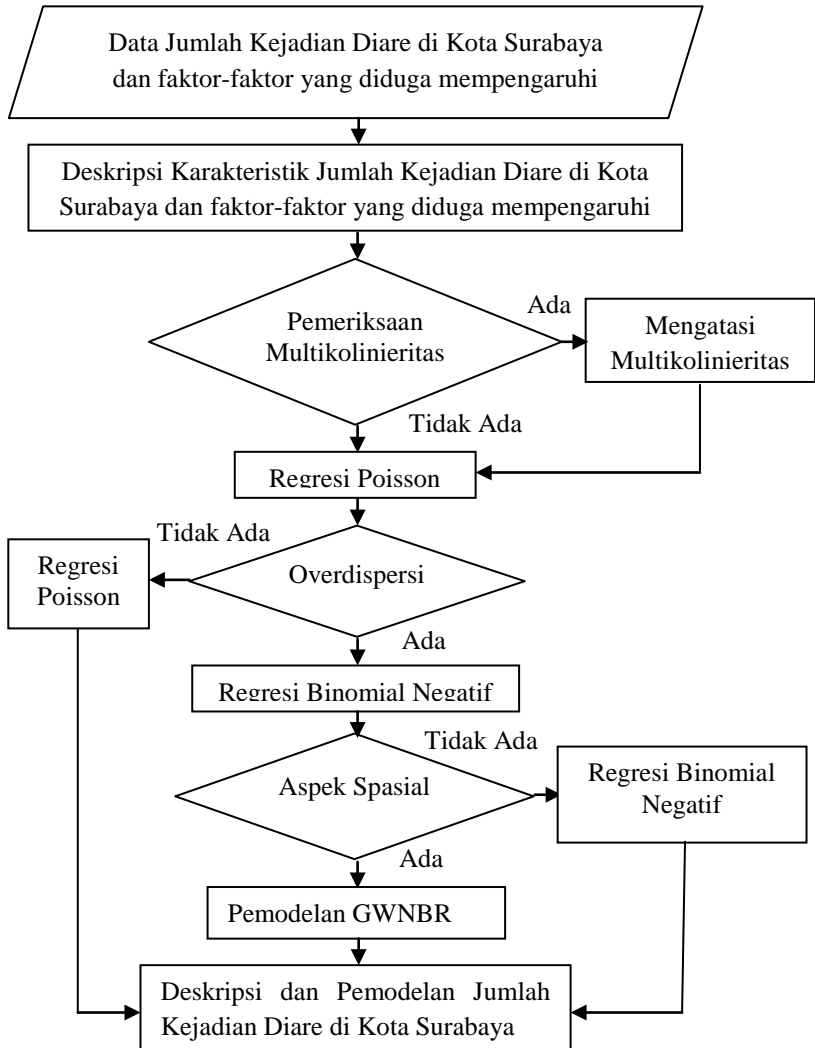 Data Jumlah Kejadian Diare di Kota Surabaya
dan faktor-faktor yang diduga mempengaruhi
Deskripsi Karakteristik Jumlah Kejadian Diare di Kota
Surabaya dan faktor-faktor yang diduga mempengaruhi
Pemeriksaan
Multikolinieritas
Ada
Mengatasi
Multikolinieritas
Tidak Ada
Regresi Poisson
Tidak Ada
Regresi
Poisson
Overdispersi
Ada
Regresi Binomial Negatif
Tidak Ada
Aspek Spasial
Regresi Binomial
Negatif
Ada
Pemodelan GWNBR
Deskripsi dan Pemodelan Jumlah
Kejadian Diare di Kota Surabaya